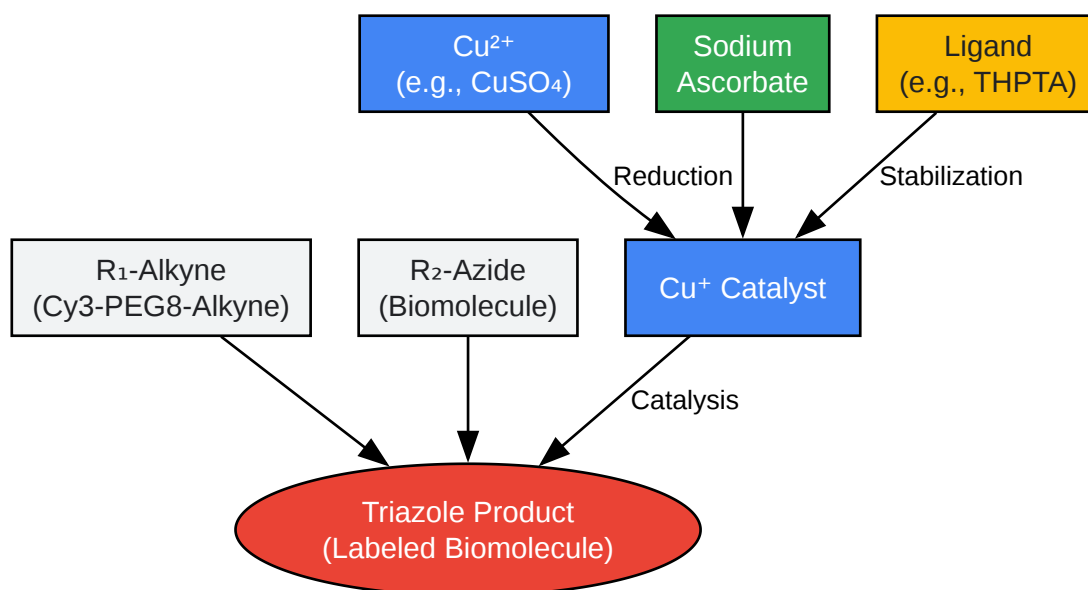 Cu²⁺
(e.g., CuSO₄)
Sodium
Ascorbate
Ligand
(e.g., THPTA)
Reduction
Stabilization
R₁-Alkyne
(Cy3-PEG8-Alkyne)
R₂-Azide
(Biomolecule)
Cu⁺ Catalyst
Catalysis
Triazole Product
(Labeled Biomolecule)